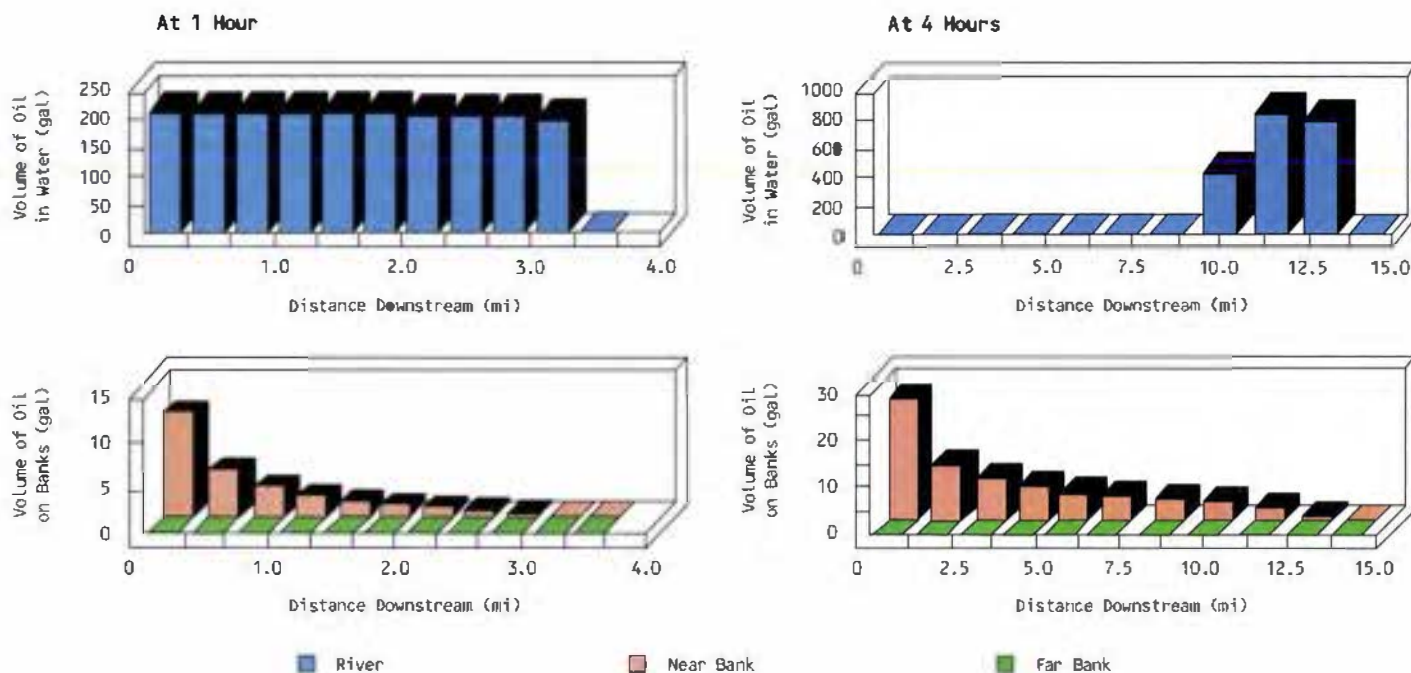 At 1 Hour
Volume of Oil
in Water (gal)
250
200
150
100
50
0
0 1.0 2.0 3.0 4.0
Distance Downstream (mi)
At 4 Hours
Volume of Oil
in Water (gal)
1000
800
600
400
200
0
0 2.5 5.0 7.5 10.0 12.5 15.0
Distance Downstream (mi)
Volume of Oil
on Banks (gal)
15
10
5
0
0 1.0 2.0 3.0 4.0
Distance Downstream (mi)
Volume of Oil
on Banks (gal)
30
20
10
0
0 2.5 5.0 7.5 10.0 12.5 15.0
Distance Downstream (mi)
River Near Bank Far Bank